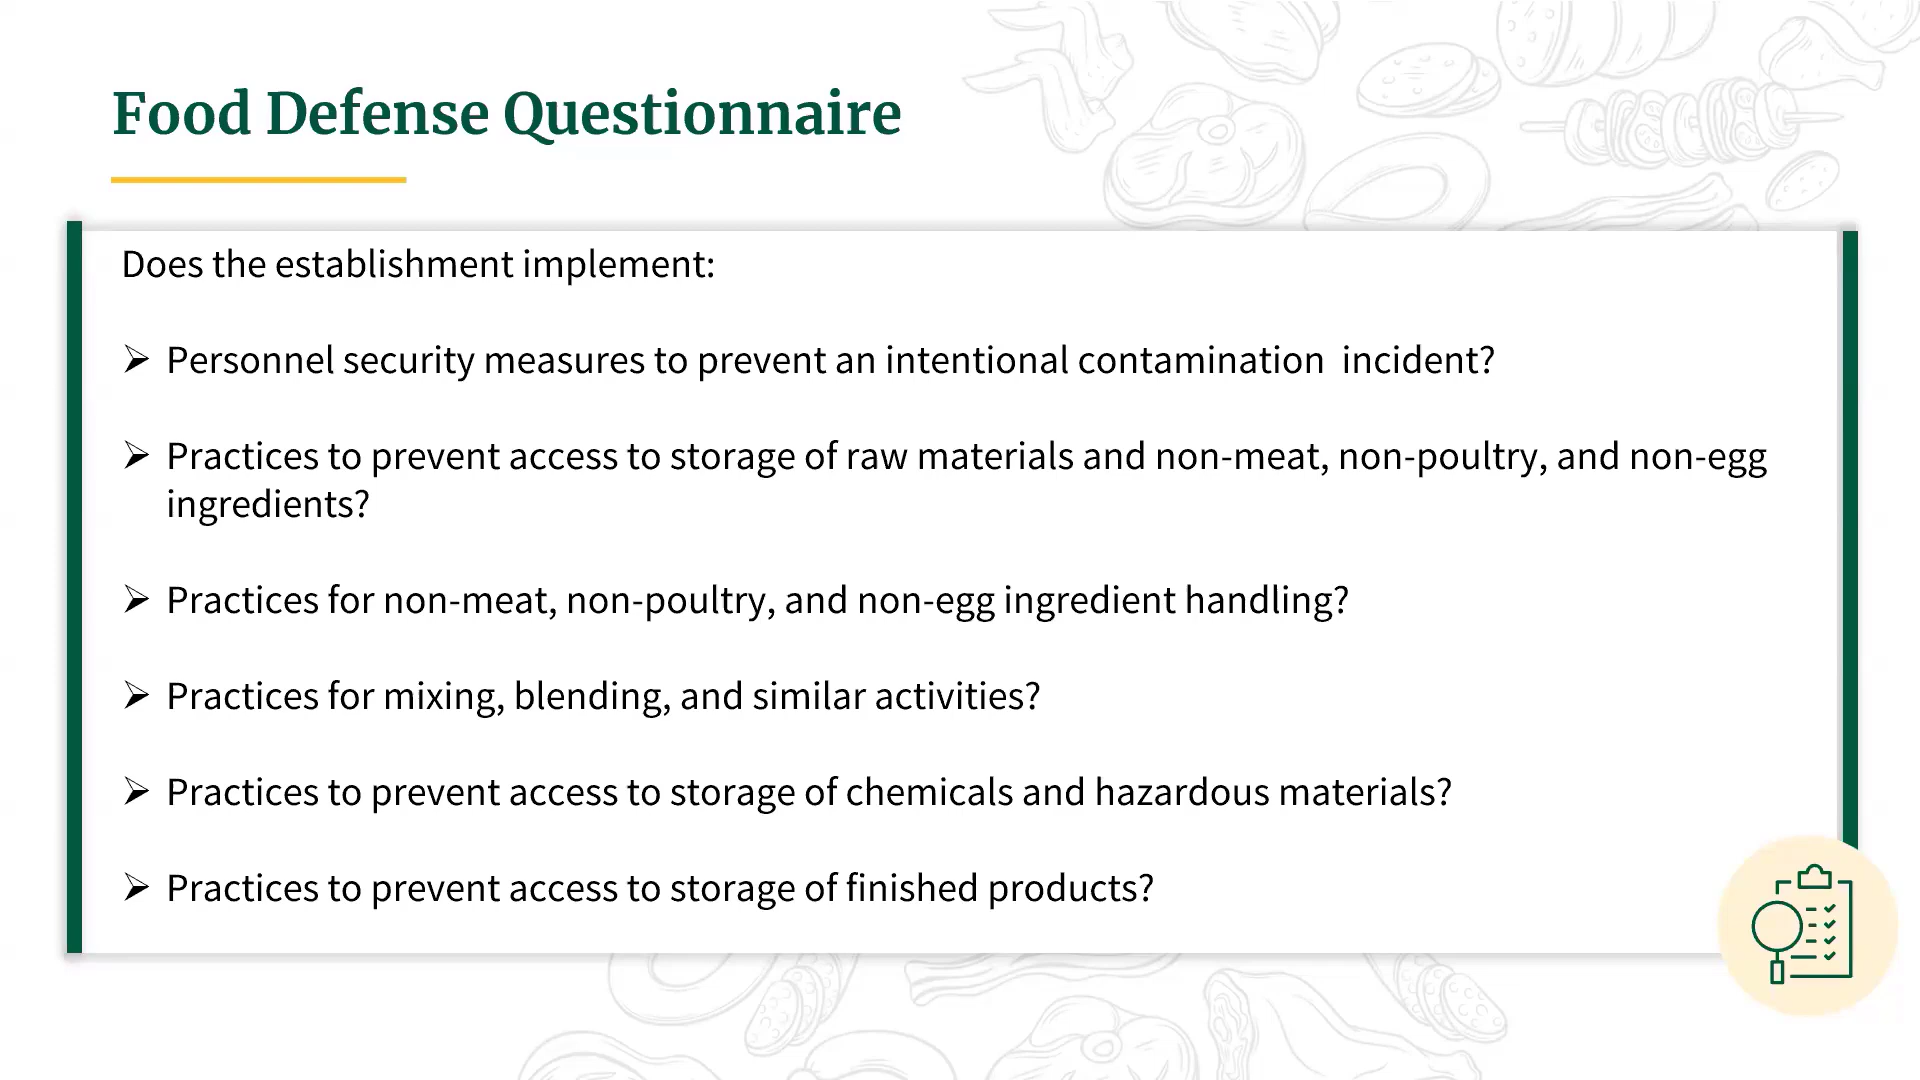 Food Defense Questionnaire
Does the establishment implement:
➢ Personnel security measures to prevent an intentional contamination  incident?
➢ Practices to prevent access to storage of raw materials and non-meat, non-poultry, and non-egg
ingredients?
➢ Practices for non-meat, non-poultry, and non-egg ingredient handling?
➢ Practices for mixing, blending, and similar activities?
➢ Practices to prevent access to storage of chemicals and hazardous materials?
➢ Practices to prevent access to storage of finished products?